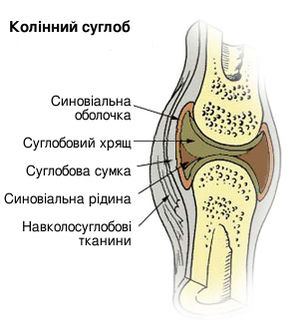 Колінний суглоб
Синовіальна
оболочка
Суглобовий хрящ
Суглобова сумка
Синовіальна рідина
Навколосуглобові
тканини